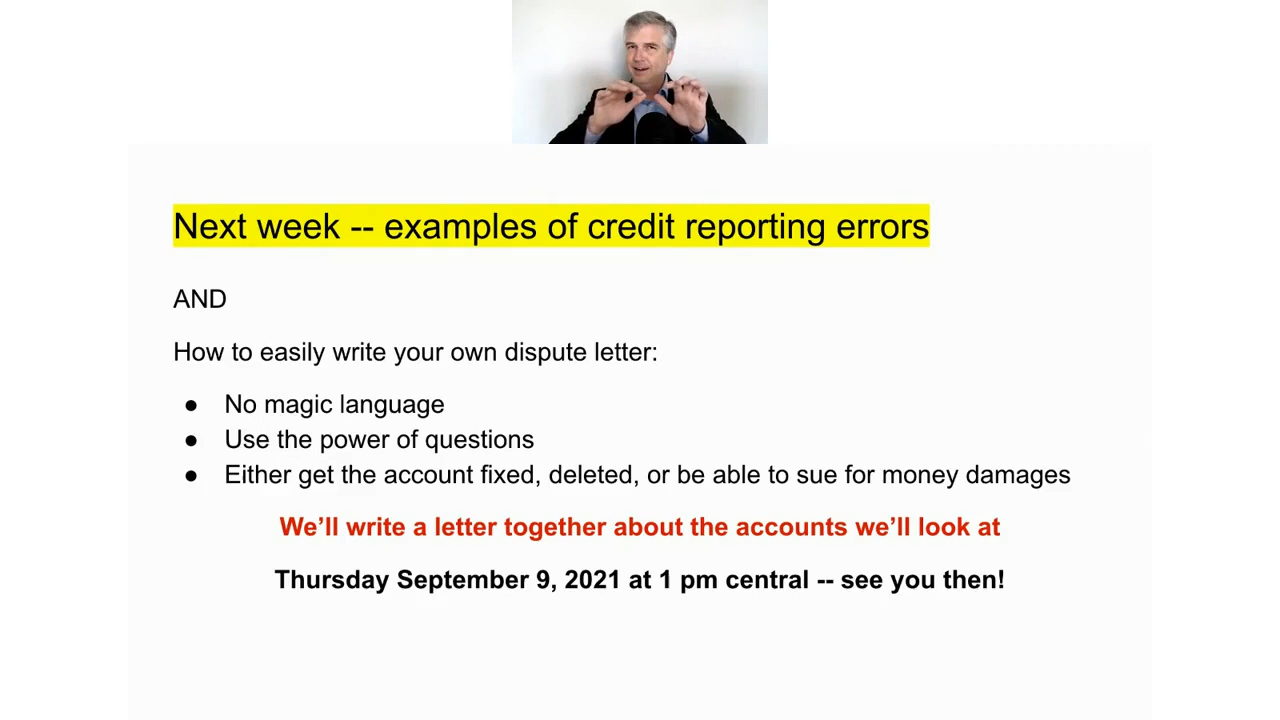 Next week -- examples of credit reporting errors
AND
How to easily write your own dispute letter:
● No magic language
● Use the power of questions
● Either get the account fixed, deleted, or be able to sue for money damages
We’ll write a letter together about the accounts we’ll look at
Thursday September 9, 2021 at 1 pm central -- see you then!